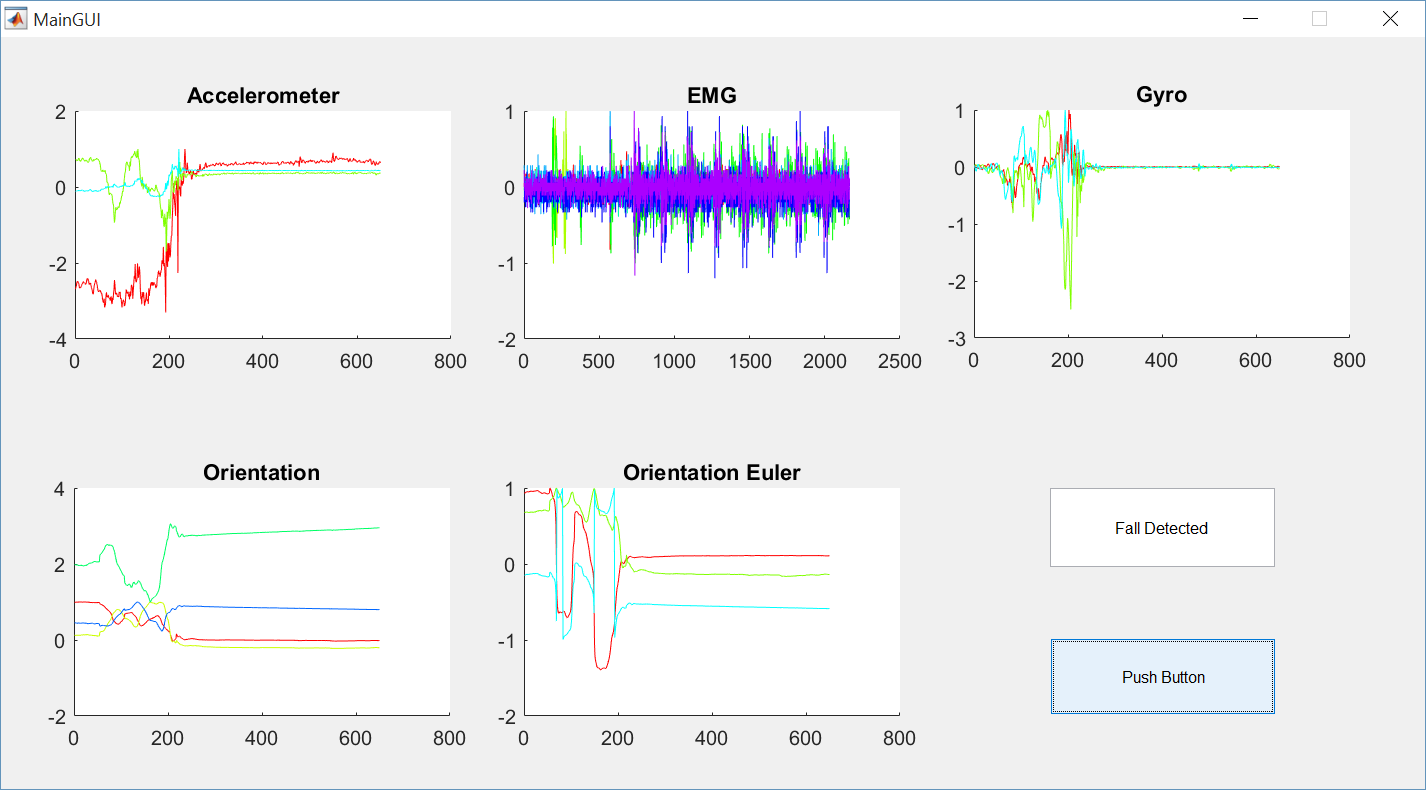 MainGUI
Accelerometer
2
0
-2
-4
0 200 400 600 800
EMG
1
0
-1
-2
0 500 1000 1500 2000 2500
Gyro
1
0
-1
-2
-3
0 200 400 600 800
Orientation
4
2
0
-2
0 200 400 600 800
Orientation Euler
1
0
-1
-2
0 200 400 600 800
Fall Detected
Push Button